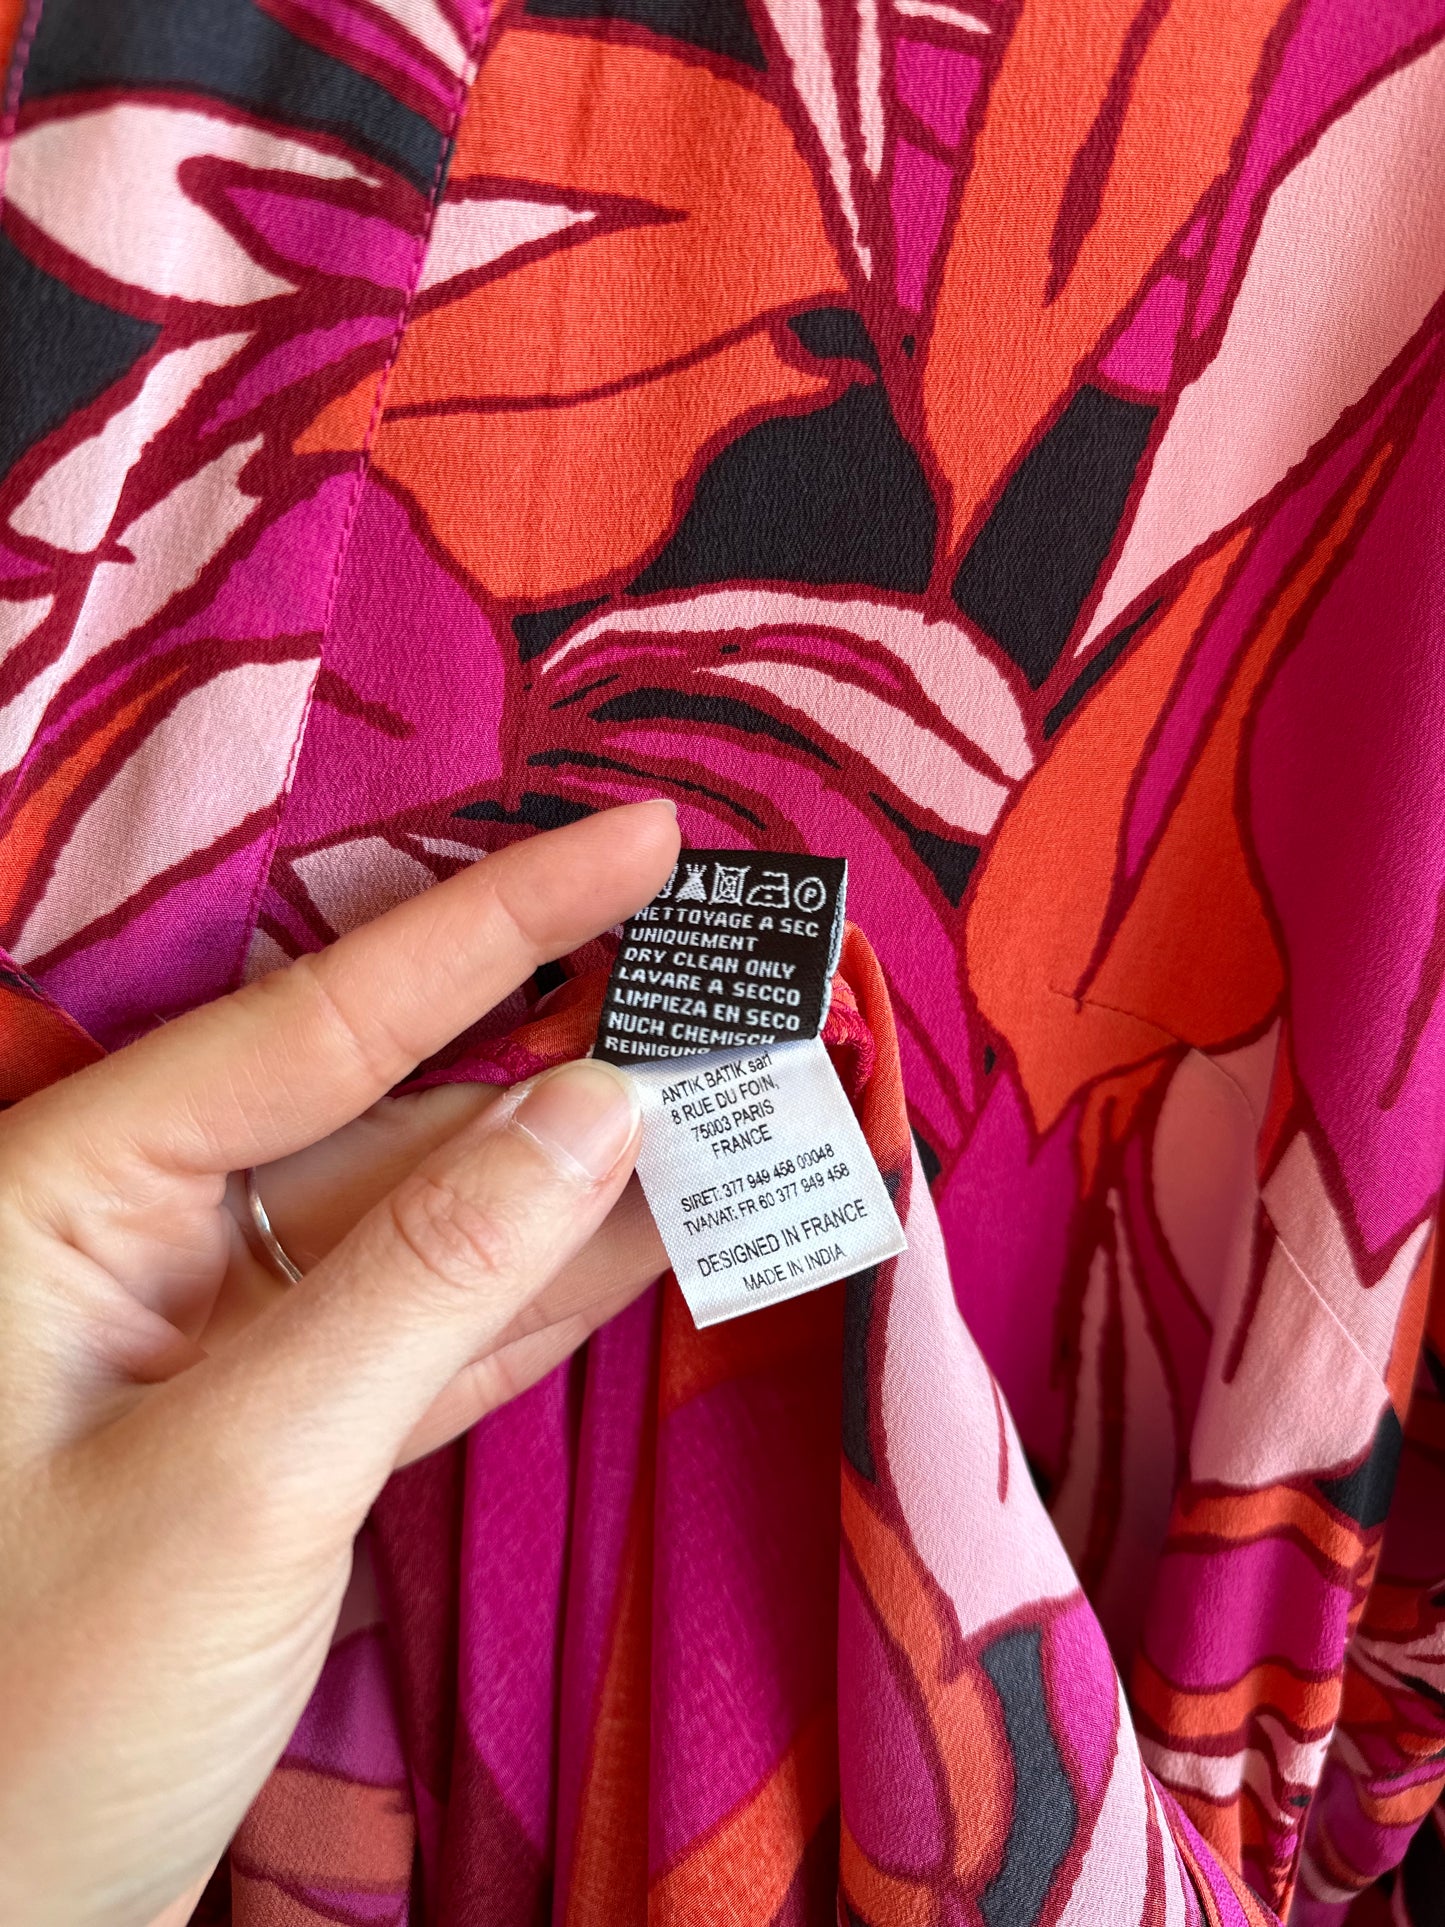 P
NETTOYAGE A SEC
UNIQUEMENT
DRY CLEAN ONLY
LAVARE A SECCO
LIMPIEZA EN SECO
NUCH CHEMISCH
REINIGUNG
ANTIK BATIK sarl
8 RUE DU FOIN,
75003 PARIS
FRANCE
SIRET: 377 949 458 00048
TVA/VAT: FR 60 377 949 458
DESIGNED IN FRANCE
MADE IN INDIA